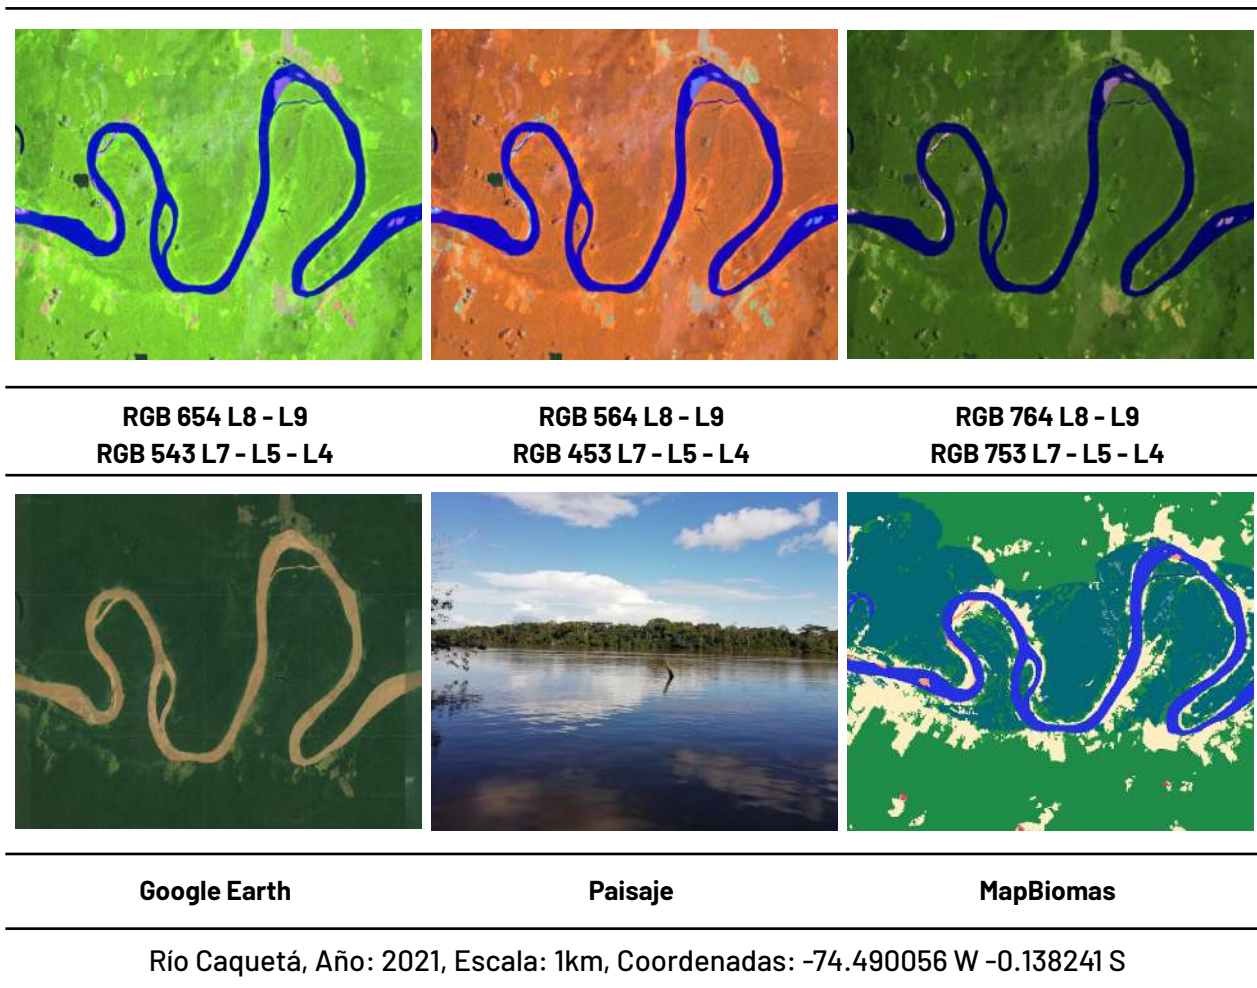 RGB 654 L8 - L9
RGB 543 L7 - L5 - L4
RGB 564 L8 - L9
RGB 453 L7 - L5 - L4
RGB 764 L8 - L9
RGB 753 L7 - L5 - L4
Google Earth
Paisaje
MapBiomas
Río Caquetá, Año: 2021, Escala: 1km, Coordenadas: -74.490056 W -0.138241 S